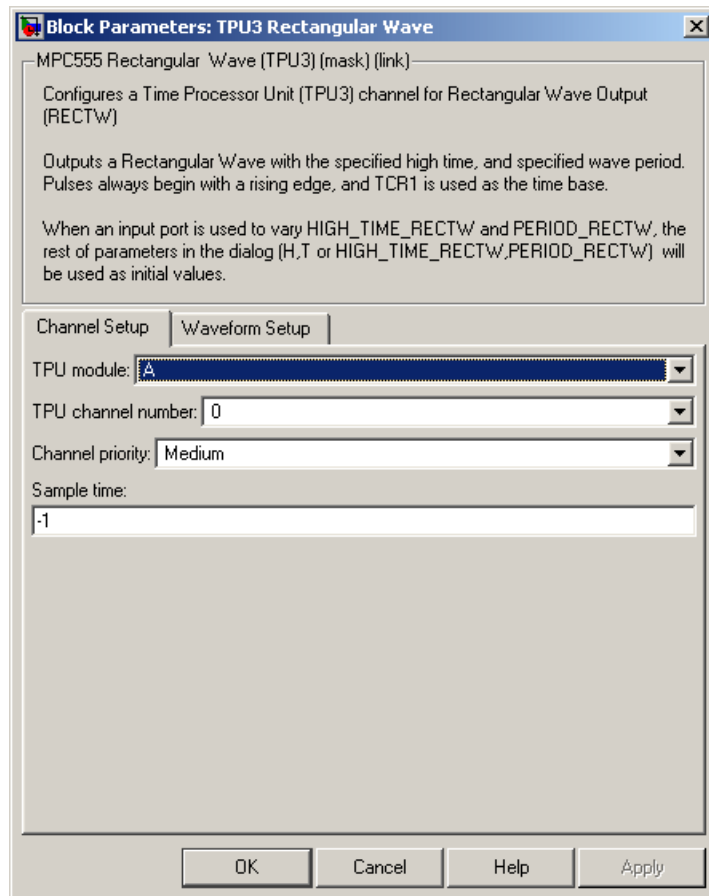 Block Parameters: TPU3 Rectangular Wave
MPC555 Rectangular Wave (TPU3) (mask) (link)
Configures a Time Processor Unit (TPU3) channel for Rectangular Wave Output
(RECTW)
Outputs a Rectangular Wave with the specified high time, and specified wave period.
Pulses always begin with a rising edge, and TCR1 is used as the time base.
When an input port is used to vary HIGH_TIME_RECTW and PERIOD_RECTW, the
rest of parameters in the dialog (H,T or HIGH_TIME_RECTW,PERIOD_RECTW) will
be used as initial values.
Channel Setup Waveform Setup
TPU module: A
TPU channel number: 0
Channel priority: Medium
Sample time:
-1
OK Cancel Help Apply